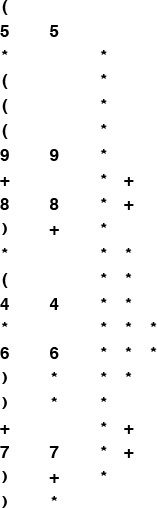 (
5 5
* *
( *
( *
( *
9 9 *
+ * +
8 8 * +
) + *
* * *
( * *
4 4 * *
* * * *
6 6 * * *
) * * *
) * *
+ * +
7 7 * +
) + *
) *